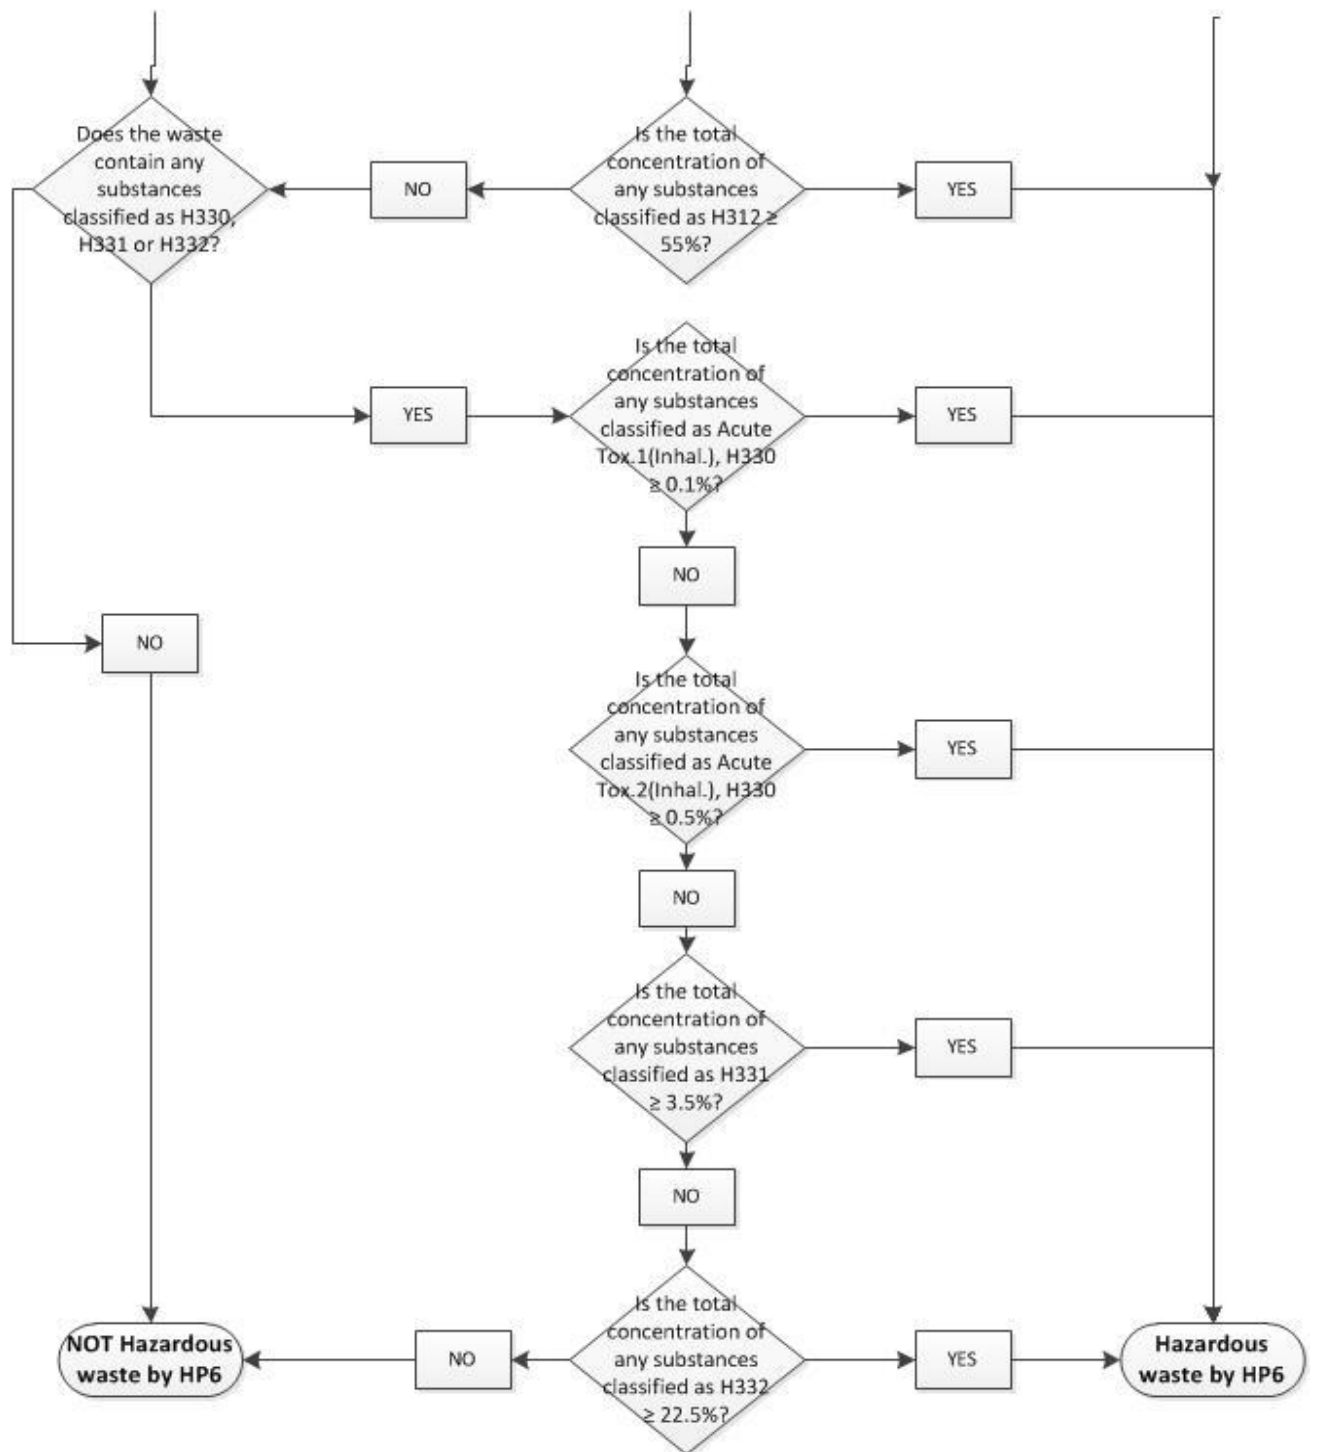 Does the waste
contain any
substances
classified as H330,
H331 or H332?
NO
Is the total
concentration of
any substances
classified as H312 ≥
55%?
YES
YES
Is the total
concentration of
any substances
classified as Acute
Tox.1(Inhal.), H330
≥ 0.1%?
YES
NO
NO
Is the total
concentration of
any substances
classified as Acute
Tox.2(Inhal.), H330
≥ 0.5%?
YES
NO
Is the total
concentration of
any substances
classified as H331
≥ 3.5%?
YES
NO
NOT Hazardous
waste by HP6
NO
Is the total
concentration of
any substances
classified as H332
≥ 22.5%?
YES
Hazardous
waste by HP6